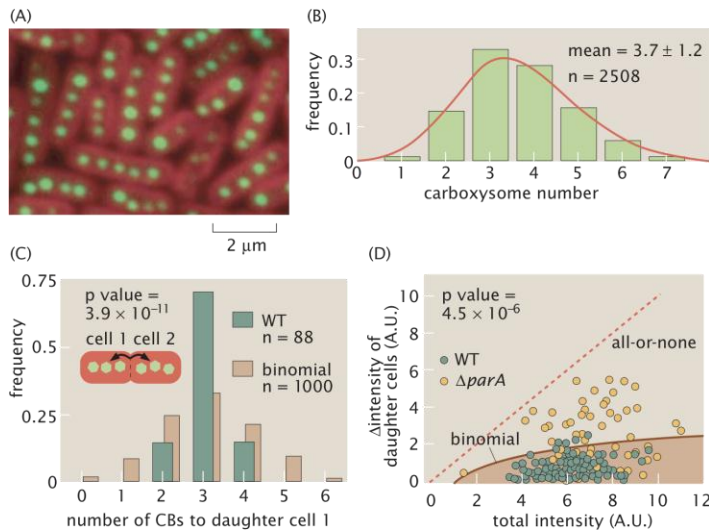 (A)
2 μm
(B)
frequency
0.3
0.2
0.1
0
mean = 3.7 ± 1.2
n = 2508
1 2 3 4 5 6 7
carboxysome number
(C)
frequency
0.75
0.5
0.25
0
p value =
3.9 × 10⁻¹¹
cell 1 cell 2
WT
n = 88
binomial
n = 1000
0 1 2 3 4 5 6
number of CBs to daughter cell 1
(D)
Δintensity of
daughter cells (A.U.)
10
8
6
4
2
0
p value =
4.5 × 10⁻⁶
all-or-none
WT
ΔparA
binomial
0 2 4 6 8 10 12
total intensity (A.U.)